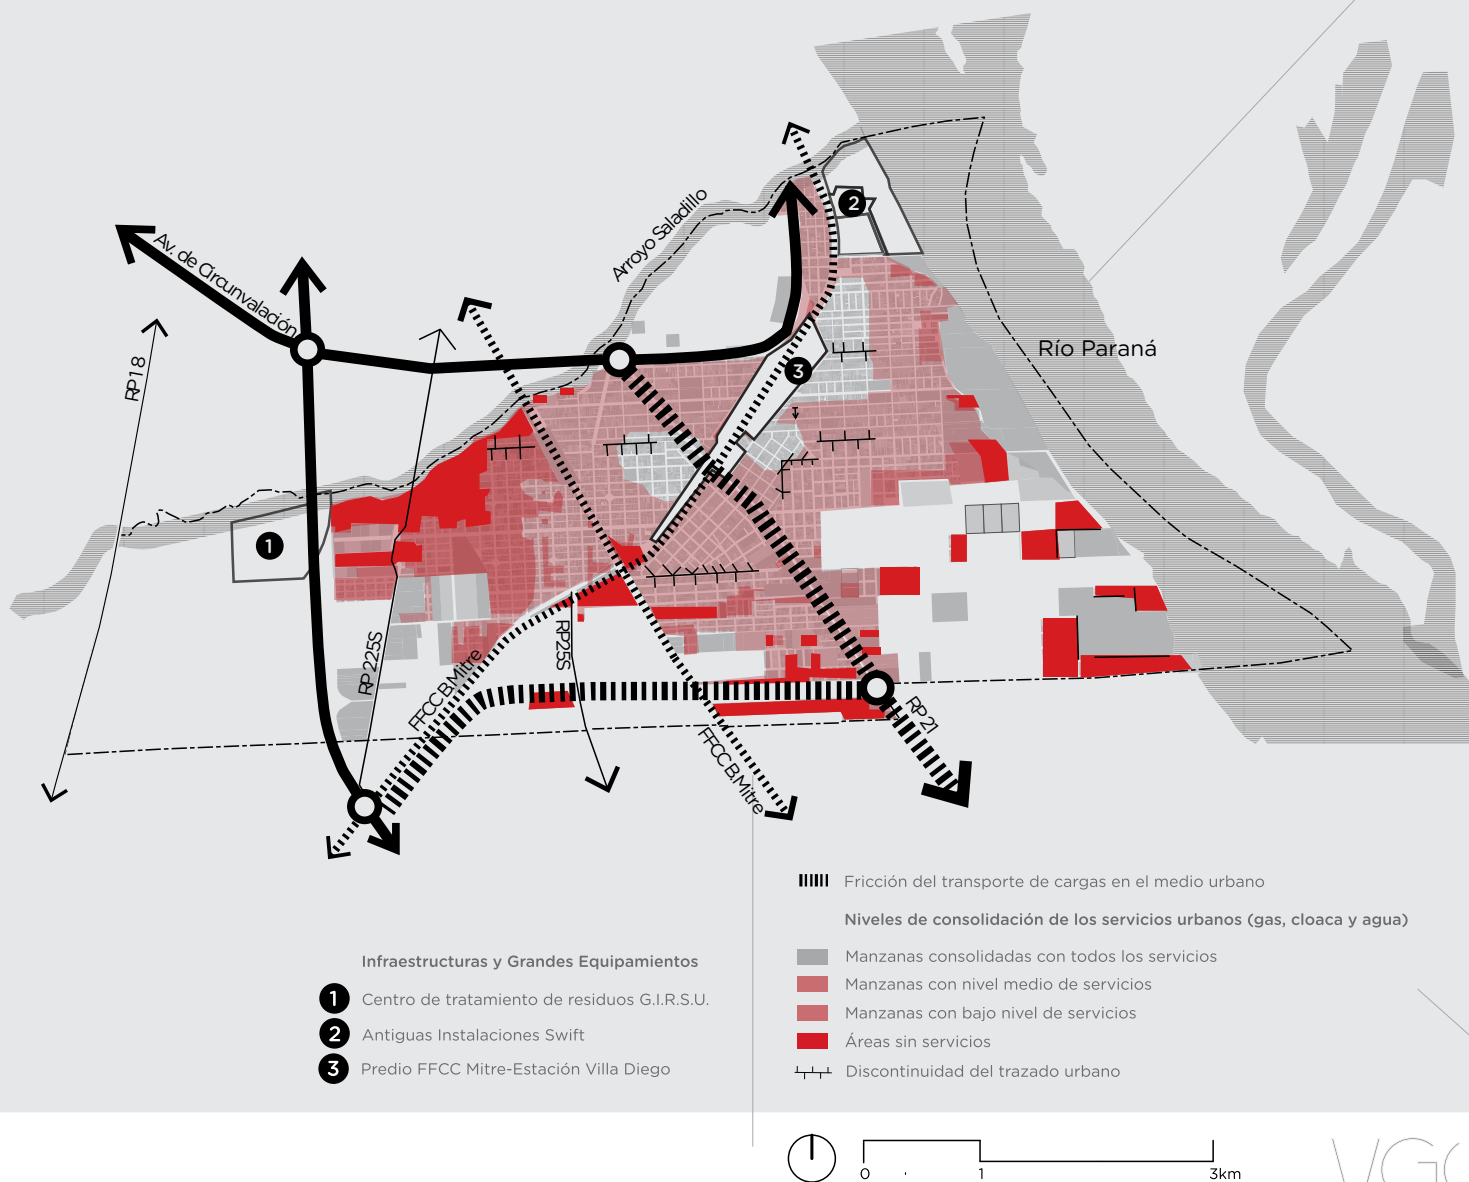 Arroyo Saladillo
2
Av. de Circunvalación
Río Paraná
RP18
3
1
RP225S
RP25S
FFCC B.Mitre
FFCC B.Mitre
RP21
Fricción del transporte de cargas en el medio urbano
Niveles de consolidación de los servicios urbanos (gas, cloaca y agua)
Manzanas consolidadas con todos los servicios
Manzanas con nivel medio de servicios
Manzanas con bajo nivel de servicios
Áreas sin servicios
Discontinuidad del trazado urbano
Infraestructuras y Grandes Equipamientos
1 Centro de tratamiento de residuos G.I.R.S.U.
2 Antiguas Instalaciones Swift
3 Predio FFCC Mitre-Estación Villa Diego
0 1 3km